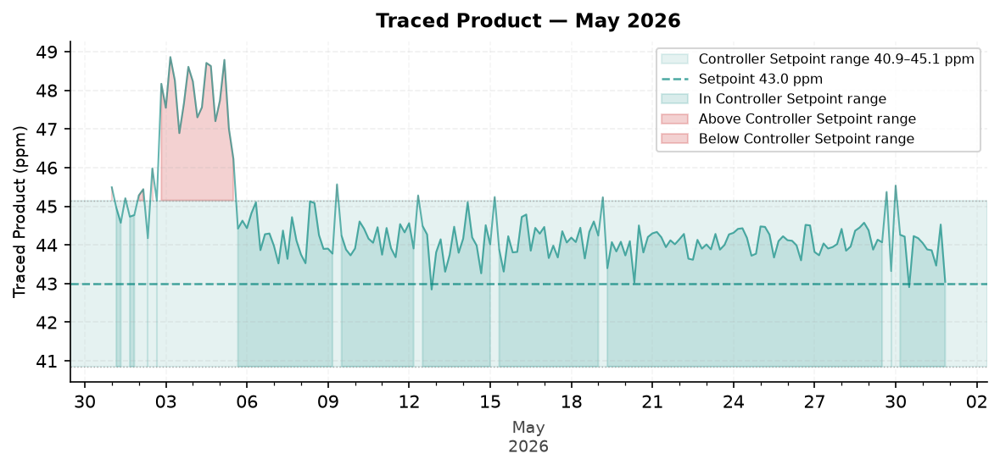 Traced Product — May 2026
Traced Product (ppm)
49
48
47
46
45
44
43
42
41
Controller Setpoint range 40.9–45.1 ppm
Setpoint 43.0 ppm
In Controller Setpoint range
Above Controller Setpoint range
Below Controller Setpoint range
30 03 06 09 12 15 18 21 24 27 30 02
May
2026